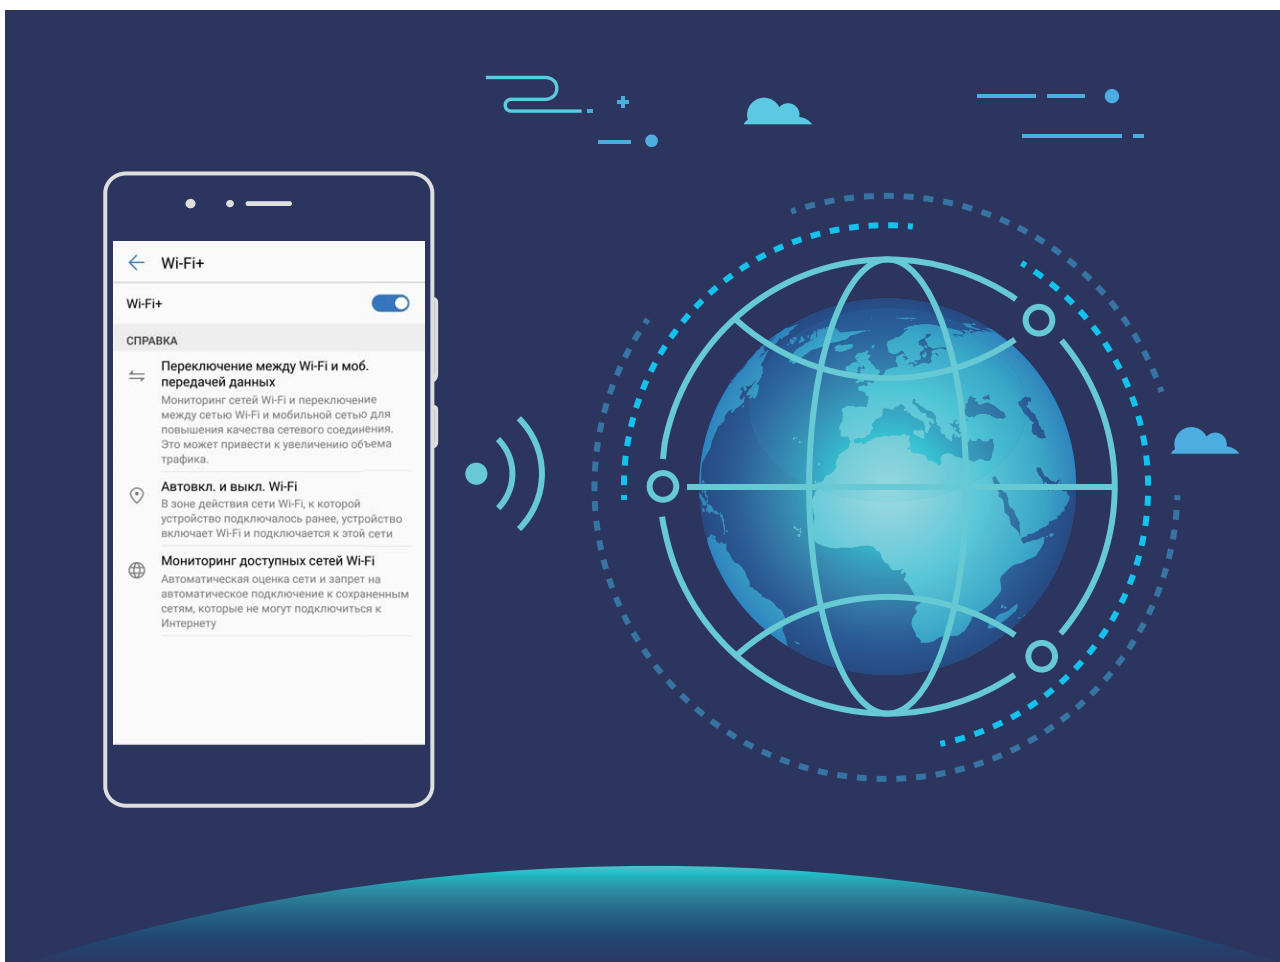 Wi-Fi+
Wi-Fi+
СПРАВКА
Переключение между Wi-Fi и моб.
передачей данных
Мониторинг сетей Wi-Fi и переключение
между сетью Wi-Fi и мобильной сетью для
повышения качества сетевого соединения.
Это может привести к увеличению объема
трафика.
Автовкл. и выкл. Wi-Fi
В зоне действия сети Wi-Fi, к которой
устройство подключалось ранее, устройство
включает Wi-Fi и подключается к этой сети
Мониторинг доступных сетей Wi-Fi
Автоматическая оценка сети и запрет на
автоматическое подключение к сохраненным
сетям, которые не могут подключиться к
Интернету